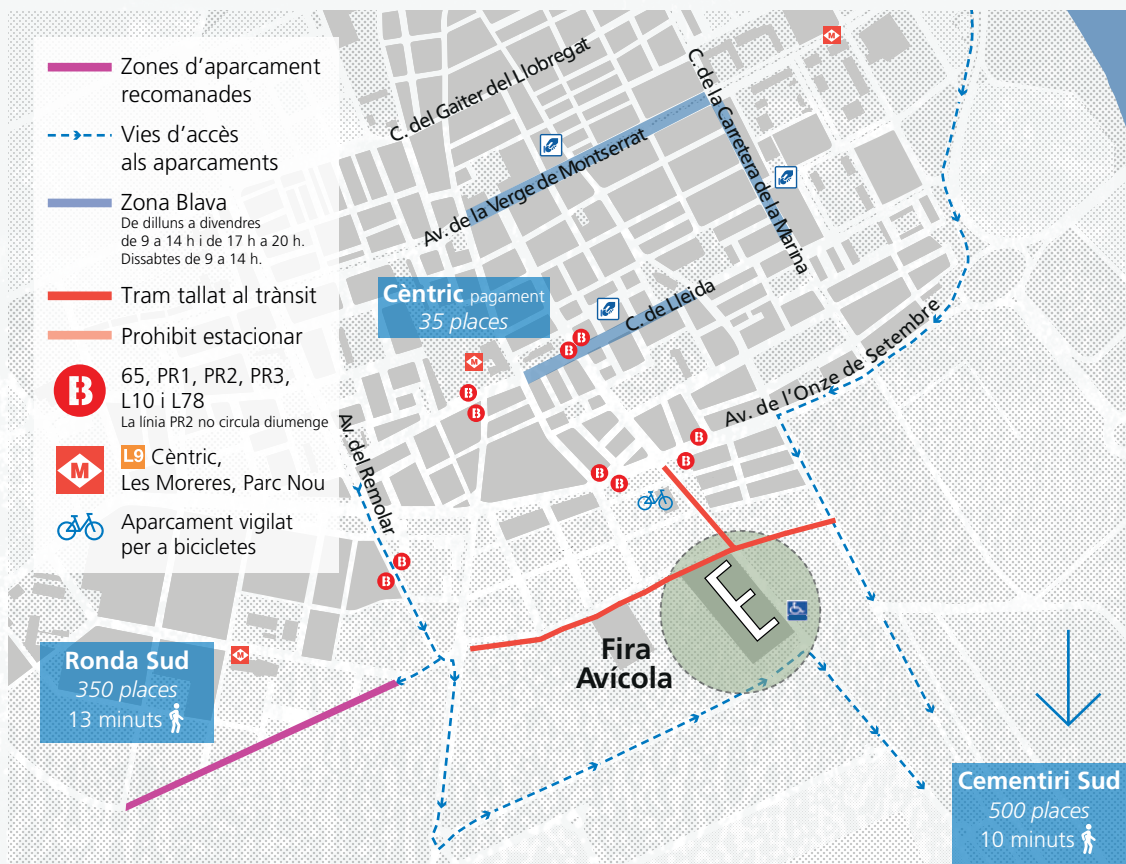 Zones d'aparcament
recomanades
Vies d'accès
als aparcaments
Zona Blava
De dilluns a divendres
de 9 a 14 h i de 17 h a 20 h.
Dissabtes de 9 a 14 h.
Tram tallat al trànsit
Prohibit estacionar
B
65, PR1, PR2, PR3,
L10 i L78
La línia PR2 no circula diumenge
M
L9 Cèntric,
Les Moreres, Parc Nou
Aparcament vigilat
per a bicicletes
C. del Gaiter del Llobregat
M
C. de la Carretera de la Marina
Av. de la Verge de Montserrat
Cèntric pagament
35 places
C. de Lleida
B
B
M
B
B
Av. de l'Onze de Setembre
Av. del Remolar
B
B
B
B
B
B
E
Fira
Avícola
M
Ronda Sud
350 places
13 minuts
Cementiri Sud
500 places
10 minuts